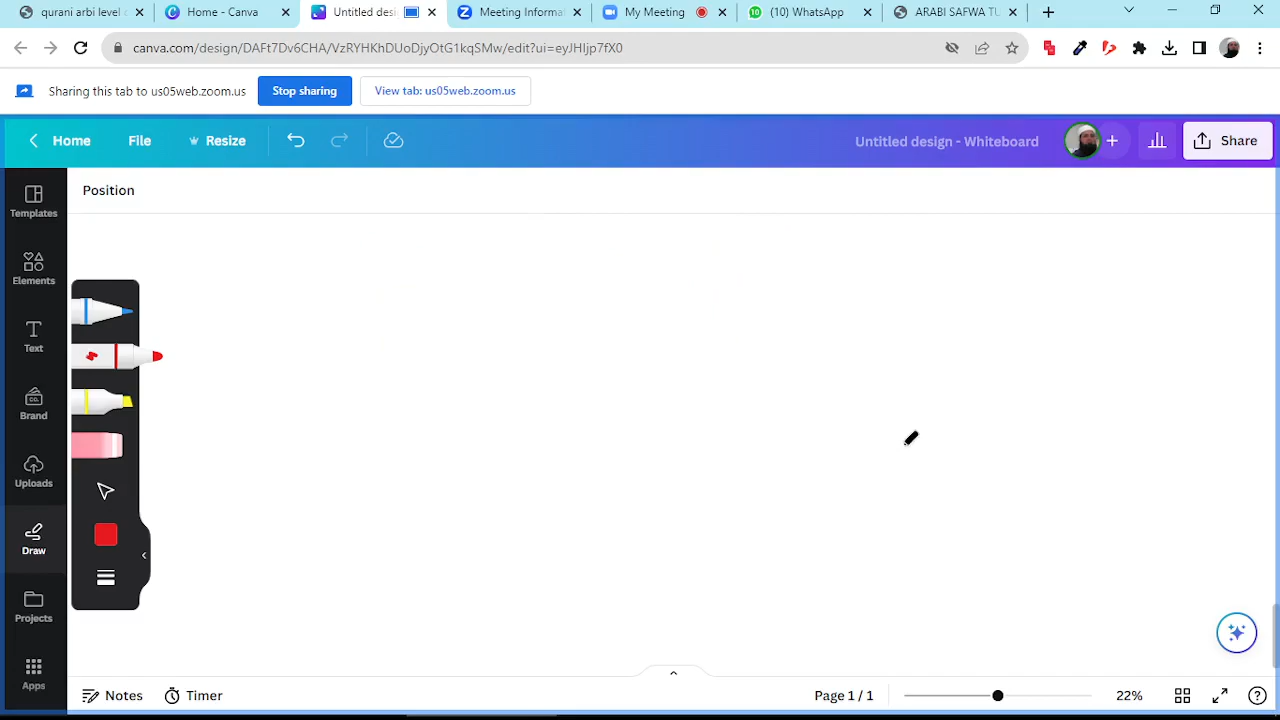 qurani arbi level
Home - Canva
Untitled desi
Meeting Informat
My Meeting
(10) WhatsApp
ARABI SAFWA TU
canva.com/design/DAFt7Dv6CHA/VzRYHKhDUoDjyOtG1kqSMw/edit?ui=eyJHIjp7fX0
Sharing this tab to us05web.zoom.us
Stop sharing
View tab: us05web.zoom.us
Home
File
Resize
Untitled design - Whiteboard
Share
Position
Templates
Elements
Text
CO.
Brand
Uploads
Draw
Projects
Apps
Notes
Timer
Page 1 / 1
22%